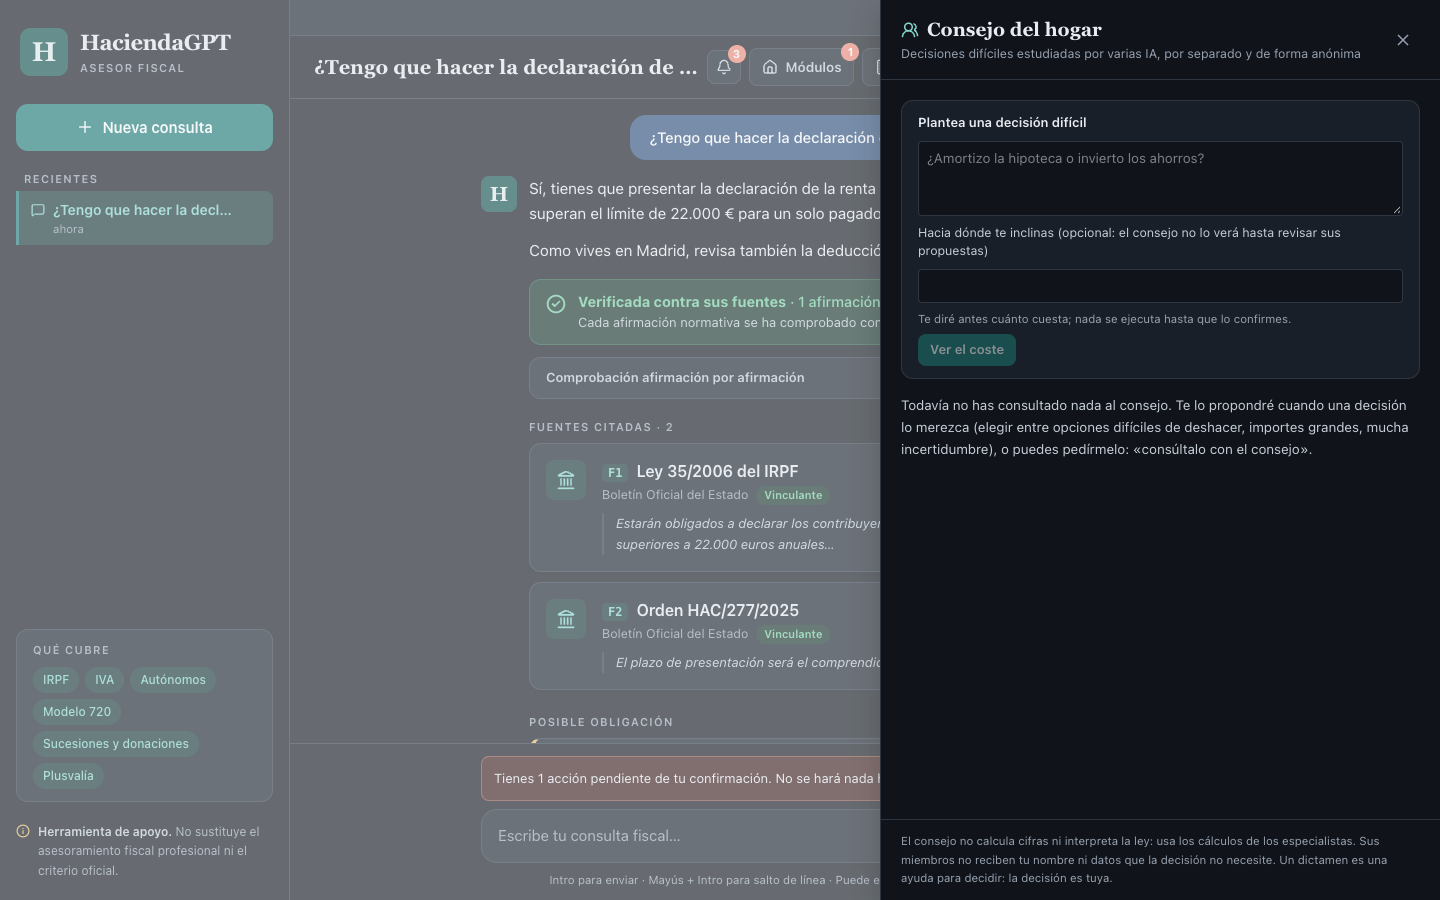 H
HaciendaGPT
ASESOR FISCAL
Nueva consulta
RECIENTES
¿Tengo que hacer la decl...
ahora
QUÉ CUBRE
IRPF
IVA
Autónomos
Modelo 720
Sucesiones y donaciones
Plusvalía
Herramienta de apoyo. No sustituye el
asesoramiento fiscal profesional ni el
criterio oficial.
¿Tengo que hacer la declaración de ...
3
Módulos
1
¿Tengo que hacer la declaración
H
Sí, tienes que presentar la declaración de la renta
superan el límite de 22.000 € para un solo pagado
Como vives en Madrid, revisa también la deducció
Verificada contra sus fuentes · 1 afirmación
Cada afirmación normativa se ha comprobado con
Comprobación afirmación por afirmación
FUENTES CITADAS · 2
F1 Ley 35/2006 del IRPF
Boletín Oficial del Estado Vinculante
Estarán obligados a declarar los contribuyen
superiores a 22.000 euros anuales...
F2 Orden HAC/277/2025
Boletín Oficial del Estado Vinculante
El plazo de presentación será el comprendid
POSIBLE OBLIGACIÓN
Tienes 1 acción pendiente de tu confirmación. No se hará nada
Escribe tu consulta fiscal...
Intro para enviar · Mayús + Intro para salto de línea · Puede e
Consejo del hogar
Decisiones difíciles estudiadas por varias IA, por separado y de forma anónima
Plantea una decisión difícil
¿Amortizo la hipoteca o invierto los ahorros?
Hacia dónde te inclinas (opcional: el consejo no lo verá hasta revisar sus
propuestas)
Te diré antes cuánto cuesta; nada se ejecuta hasta que lo confirmes.
Ver el coste
Todavía no has consultado nada al consejo. Te lo propondré cuando una decisión
lo merezca (elegir entre opciones difíciles de deshacer, importes grandes, mucha
incertidumbre), o puedes pedírmelo: «consúltalo con el consejo».
El consejo no calcula cifras ni interpreta la ley: usa los cálculos de los especialistas. Sus
miembros no reciben tu nombre ni datos que la decisión no necesite. Un dictamen es una
ayuda para decidir: la decisión es tuya.